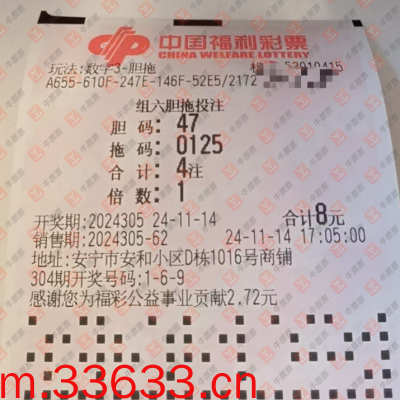 中国福利彩票
CHINA WELFARE LOTTERY
玩法:数字3-胆拖 52010415
A655-610F-247E-146F-52E5/2172
组六胆拖投注
胆 码: 47
拖 码: 0125
合 计: 4注
倍 数: 1
开奖期:2024305 24-11-14 合计8元
销售期:2024305-62 24-11-14 17:05:00
地址:安宁市安和小区D栋1016号商铺
304期开奖号码:1-6-9
感谢您为福彩公益事业贡献2.72元
m.33633.cn